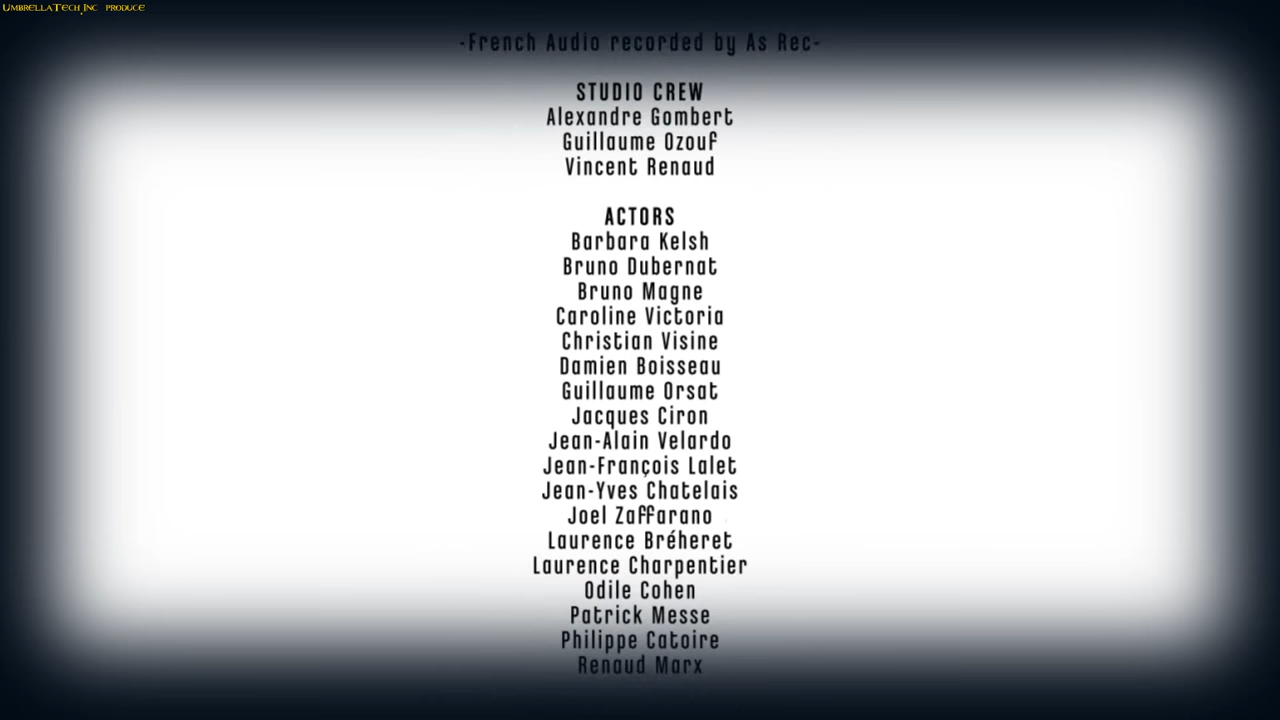 UmbrellaTech,Inc produce
-French Audio recorded by As Rec-
STUDIO CREW
Alexandre Gombert
Guillaume Ozouf
Vincent Renaud
ACTORS
Barbara Kelsh
Bruno Dubernat
Bruno Magne
Caroline Victoria
Christian Visine
Damien Boisseau
Guillaume Orsat
Jacques Ciron
Jean-Alain Velardo
Jean-François Lalet
Jean-Yves Chatelais
Joel Zaffarano
Laurence Bréheret
Laurence Charpentier
Odile Cohen
Patrick Messe
Philippe Catoire
Renaud Marx